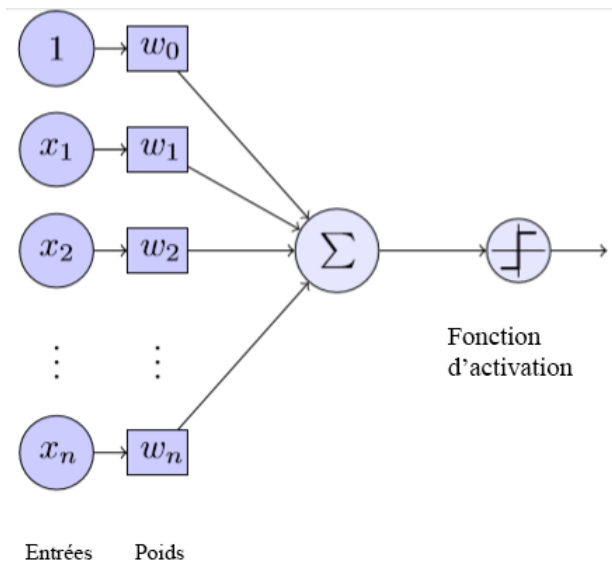 1 w₀
x₁ w₁
x₂ w₂
Σ
⋮ ⋮
Fonction
d'activation
xₙ wₙ
Entrées Poids